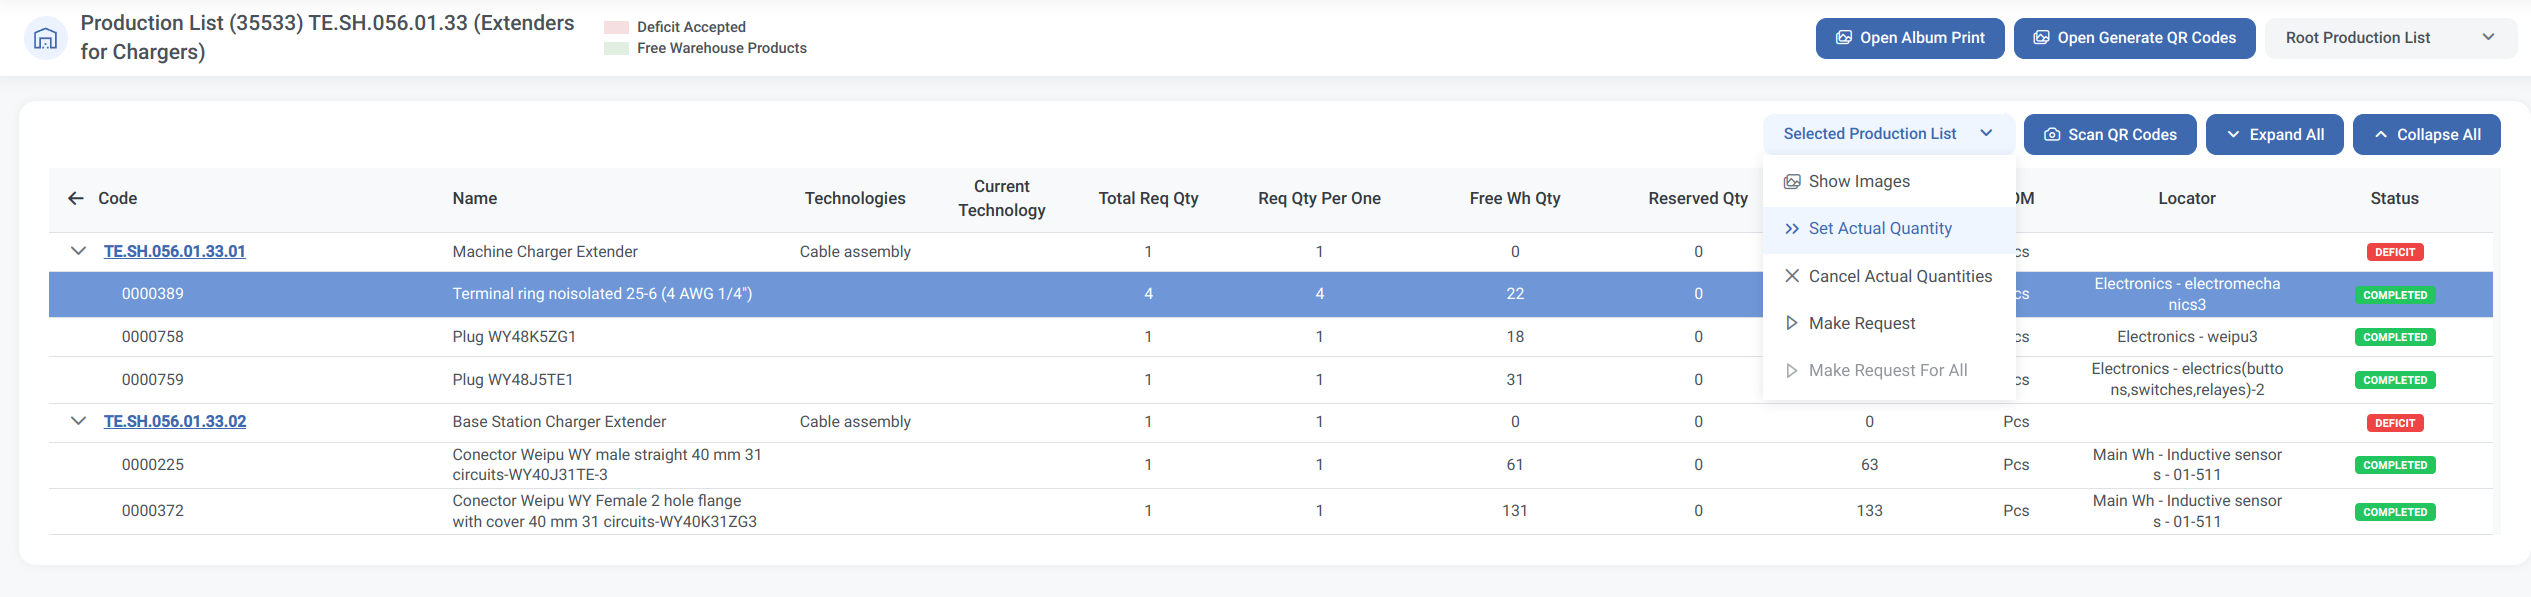 Production List (35533) TE.SH.056.01.33 (Extenders
for Chargers)
Deficit Accepted
Free Warehouse Products
Open Album Print
Open Generate QR Codes
Root Production List
Selected Production List
Scan QR Codes
Expand All
Collapse All
Show Images
Set Actual Quantity
Cancel Actual Quantities
Make Request
Make Request For All
Code Name Technologies Current Technology Total Req Qty Req Qty Per One Free Wh Qty Reserved Qty OM Locator Status
TE.SH.056.01.33.01 Machine Charger Extender Cable assembly 1 1 0 0 cs DEFICIT
0000389 Terminal ring noisolated 25-6 (4 AWG 1/4") 4 4 22 0 cs Electronics - electromecha
nics3 COMPLETED
0000758 Plug WY48K5ZG1 1 1 18 0 cs Electronics - weipu3 COMPLETED
0000759 Plug WY48J5TE1 1 1 31 0 cs Electronics - electrics(butto
ns,switches,relayes)-2 COMPLETED
TE.SH.056.01.33.02 Base Station Charger Extender Cable assembly 1 1 0 0 0 Pcs DEFICIT
0000225 Conector Weipu WY male straight 40 mm 31
circuits-WY40J31TE-3 1 1 61 0 63 Pcs Main Wh - Inductive sensor
s - 01-511 COMPLETED
0000372 Conector Weipu WY Female 2 hole flange
with cover 40 mm 31 circuits-WY40K31ZG3 1 1 131 0 133 Pcs Main Wh - Inductive sensor
s - 01-511 COMPLETED